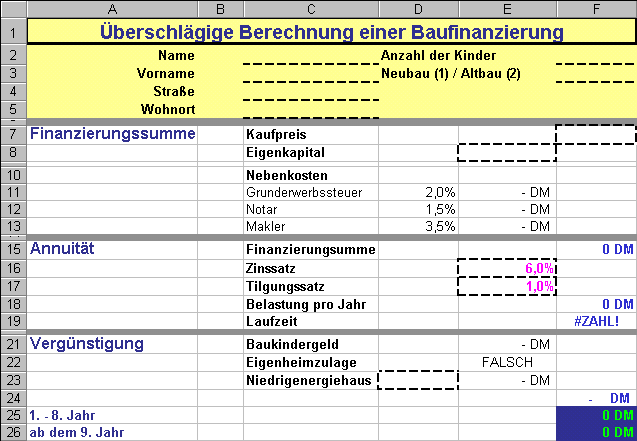 A B C D E F
1 Überschlägige Berechnung einer Baufinanzierung
2 Name Anzahl der Kinder
3 Vorname Neubau (1) / Altbau (2)
4 Straße
5 Wohnort
7 Finanzierungssumme Kaufpreis
8 Eigenkapital
10 Nebenkosten
11 Grunderwerbssteuer 2,0% - DM
12 Notar 1,5% - DM
13 Makler 3,5% - DM
15 Annuität Finanzierungsumme 0 DM
16 Zinssatz 6,0%
17 Tilgungssatz 1,0%
18 Belastung pro Jahr 0 DM
19 Laufzeit #ZAHL!
21 Vergünstigung Baukindergeld - DM
22 Eigenheimzulage FALSCH
23 Niedrigenergiehaus - DM
24 - DM
25 1. - 8. Jahr 0 DM
26 ab dem 9. Jahr 0 DM